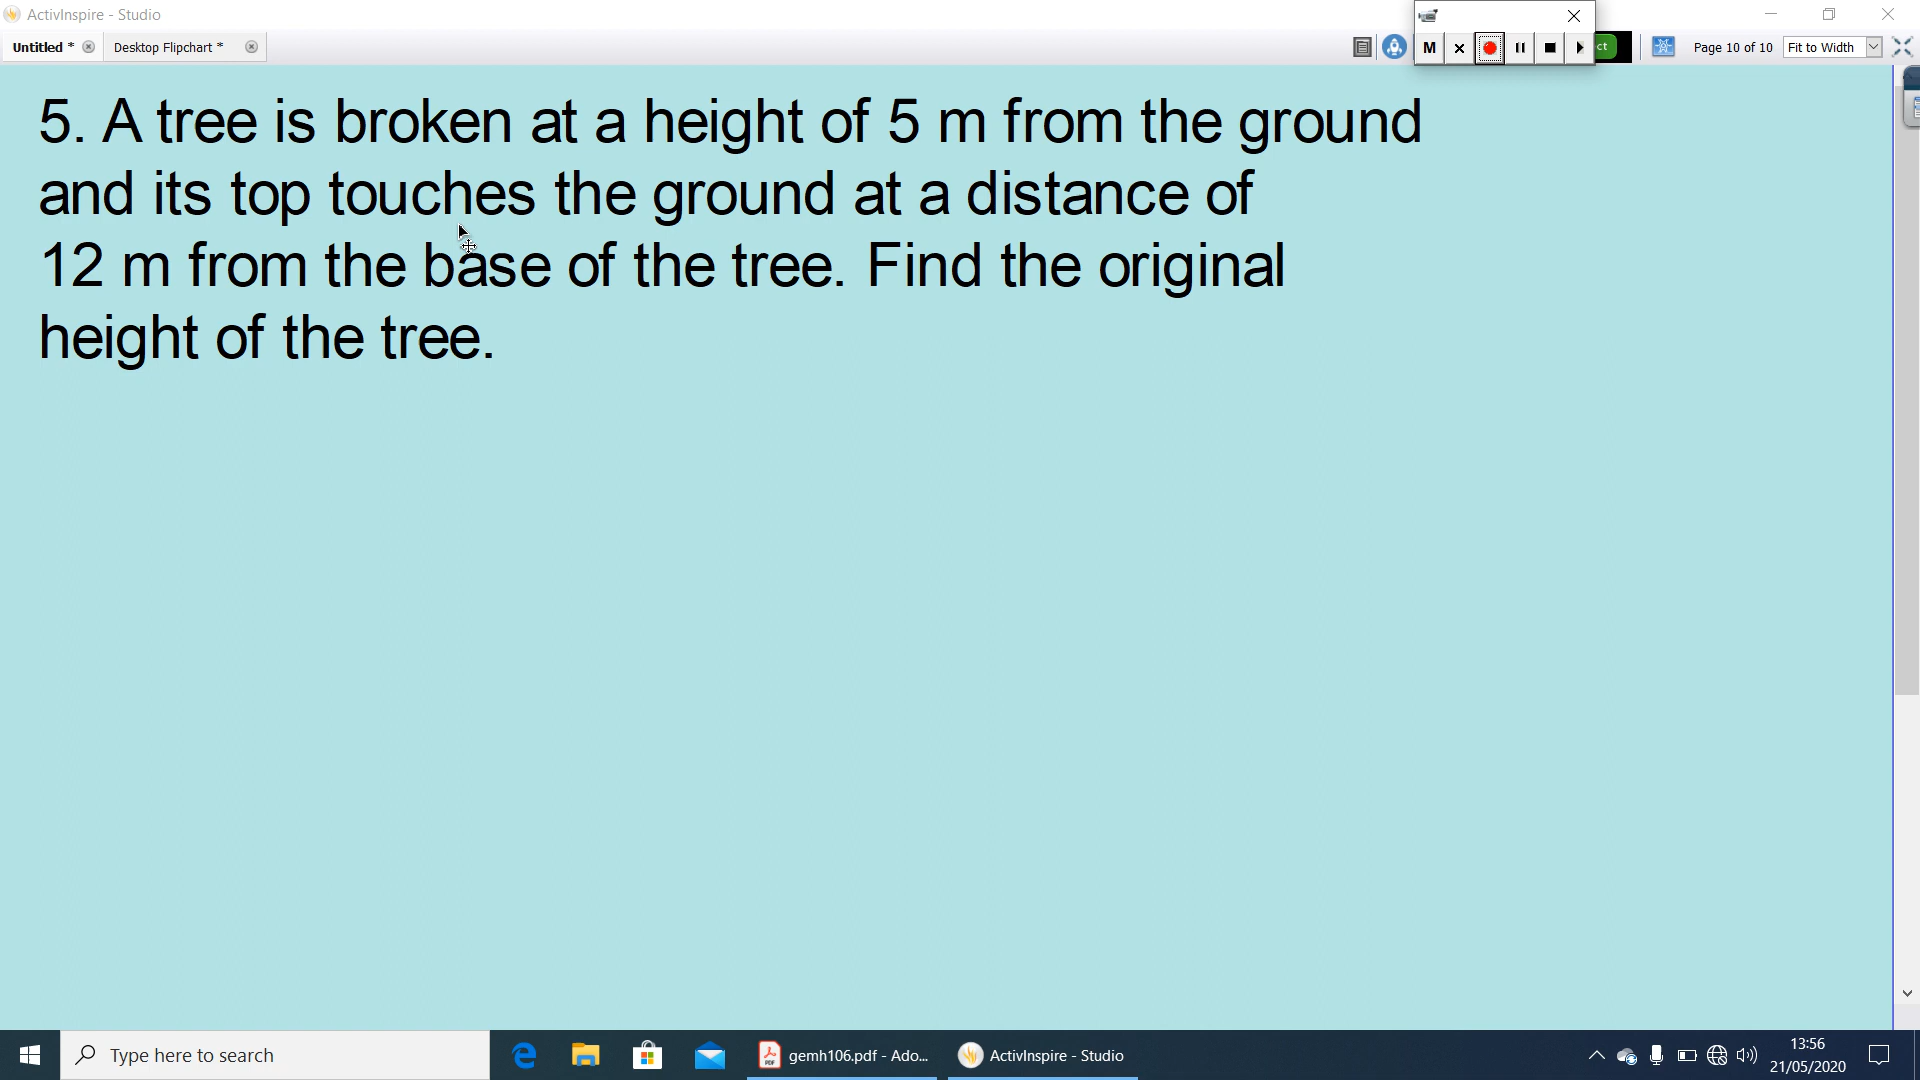 ActivInspire - Studio
Untitled *
Desktop Flipchart *
M
ct
Page 10 of 10
Fit to Width
5. A tree is broken at a height of 5 m from the ground
and its top touches the ground at a distance of
12 m from the base of the tree. Find the original
height of the tree.
Type here to search
gemh106.pdf - Ado...
ActivInspire - Studio
13:56
21/05/2020